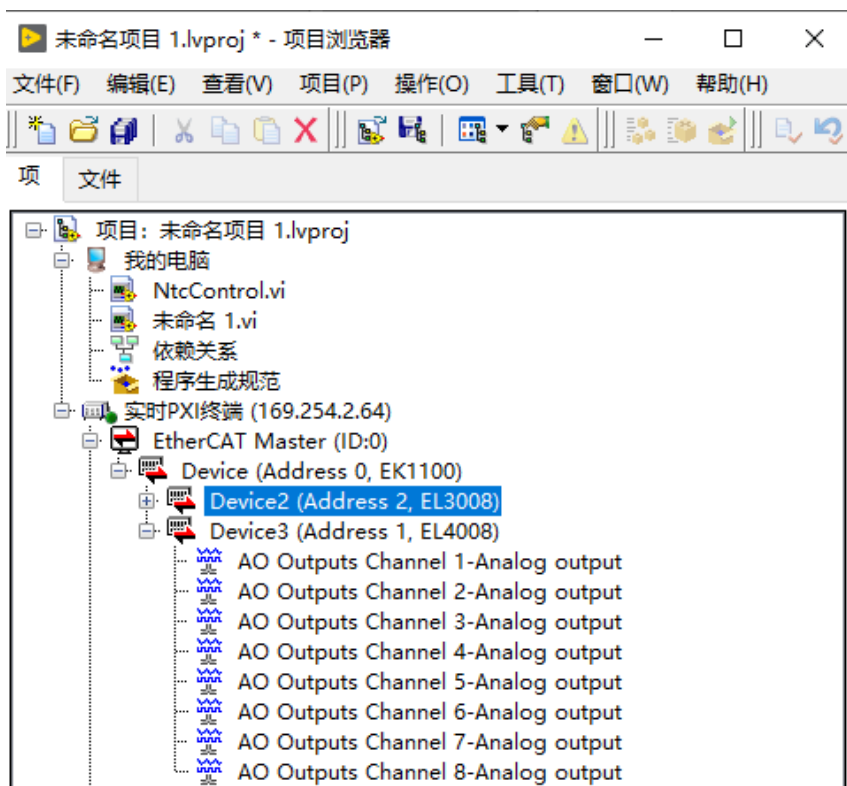 未命名项目 1.lvproj * - 项目浏览器
文件(F) 编辑(E) 查看(V) 项目(P) 操作(O) 工具(T) 窗口(W) 帮助(H)
项 文件
项目：未命名项目 1.lvproj
我的电脑
NtcControl.vi
未命名 1.vi
依赖关系
程序生成规范
实时PXI终端 (169.254.2.64)
EtherCAT Master (ID:0)
Device (Address 0, EK1100)
Device2 (Address 2, EL3008)
Device3 (Address 1, EL4008)
AO Outputs Channel 1-Analog output
AO Outputs Channel 2-Analog output
AO Outputs Channel 3-Analog output
AO Outputs Channel 4-Analog output
AO Outputs Channel 5-Analog output
AO Outputs Channel 6-Analog output
AO Outputs Channel 7-Analog output
AO Outputs Channel 8-Analog output